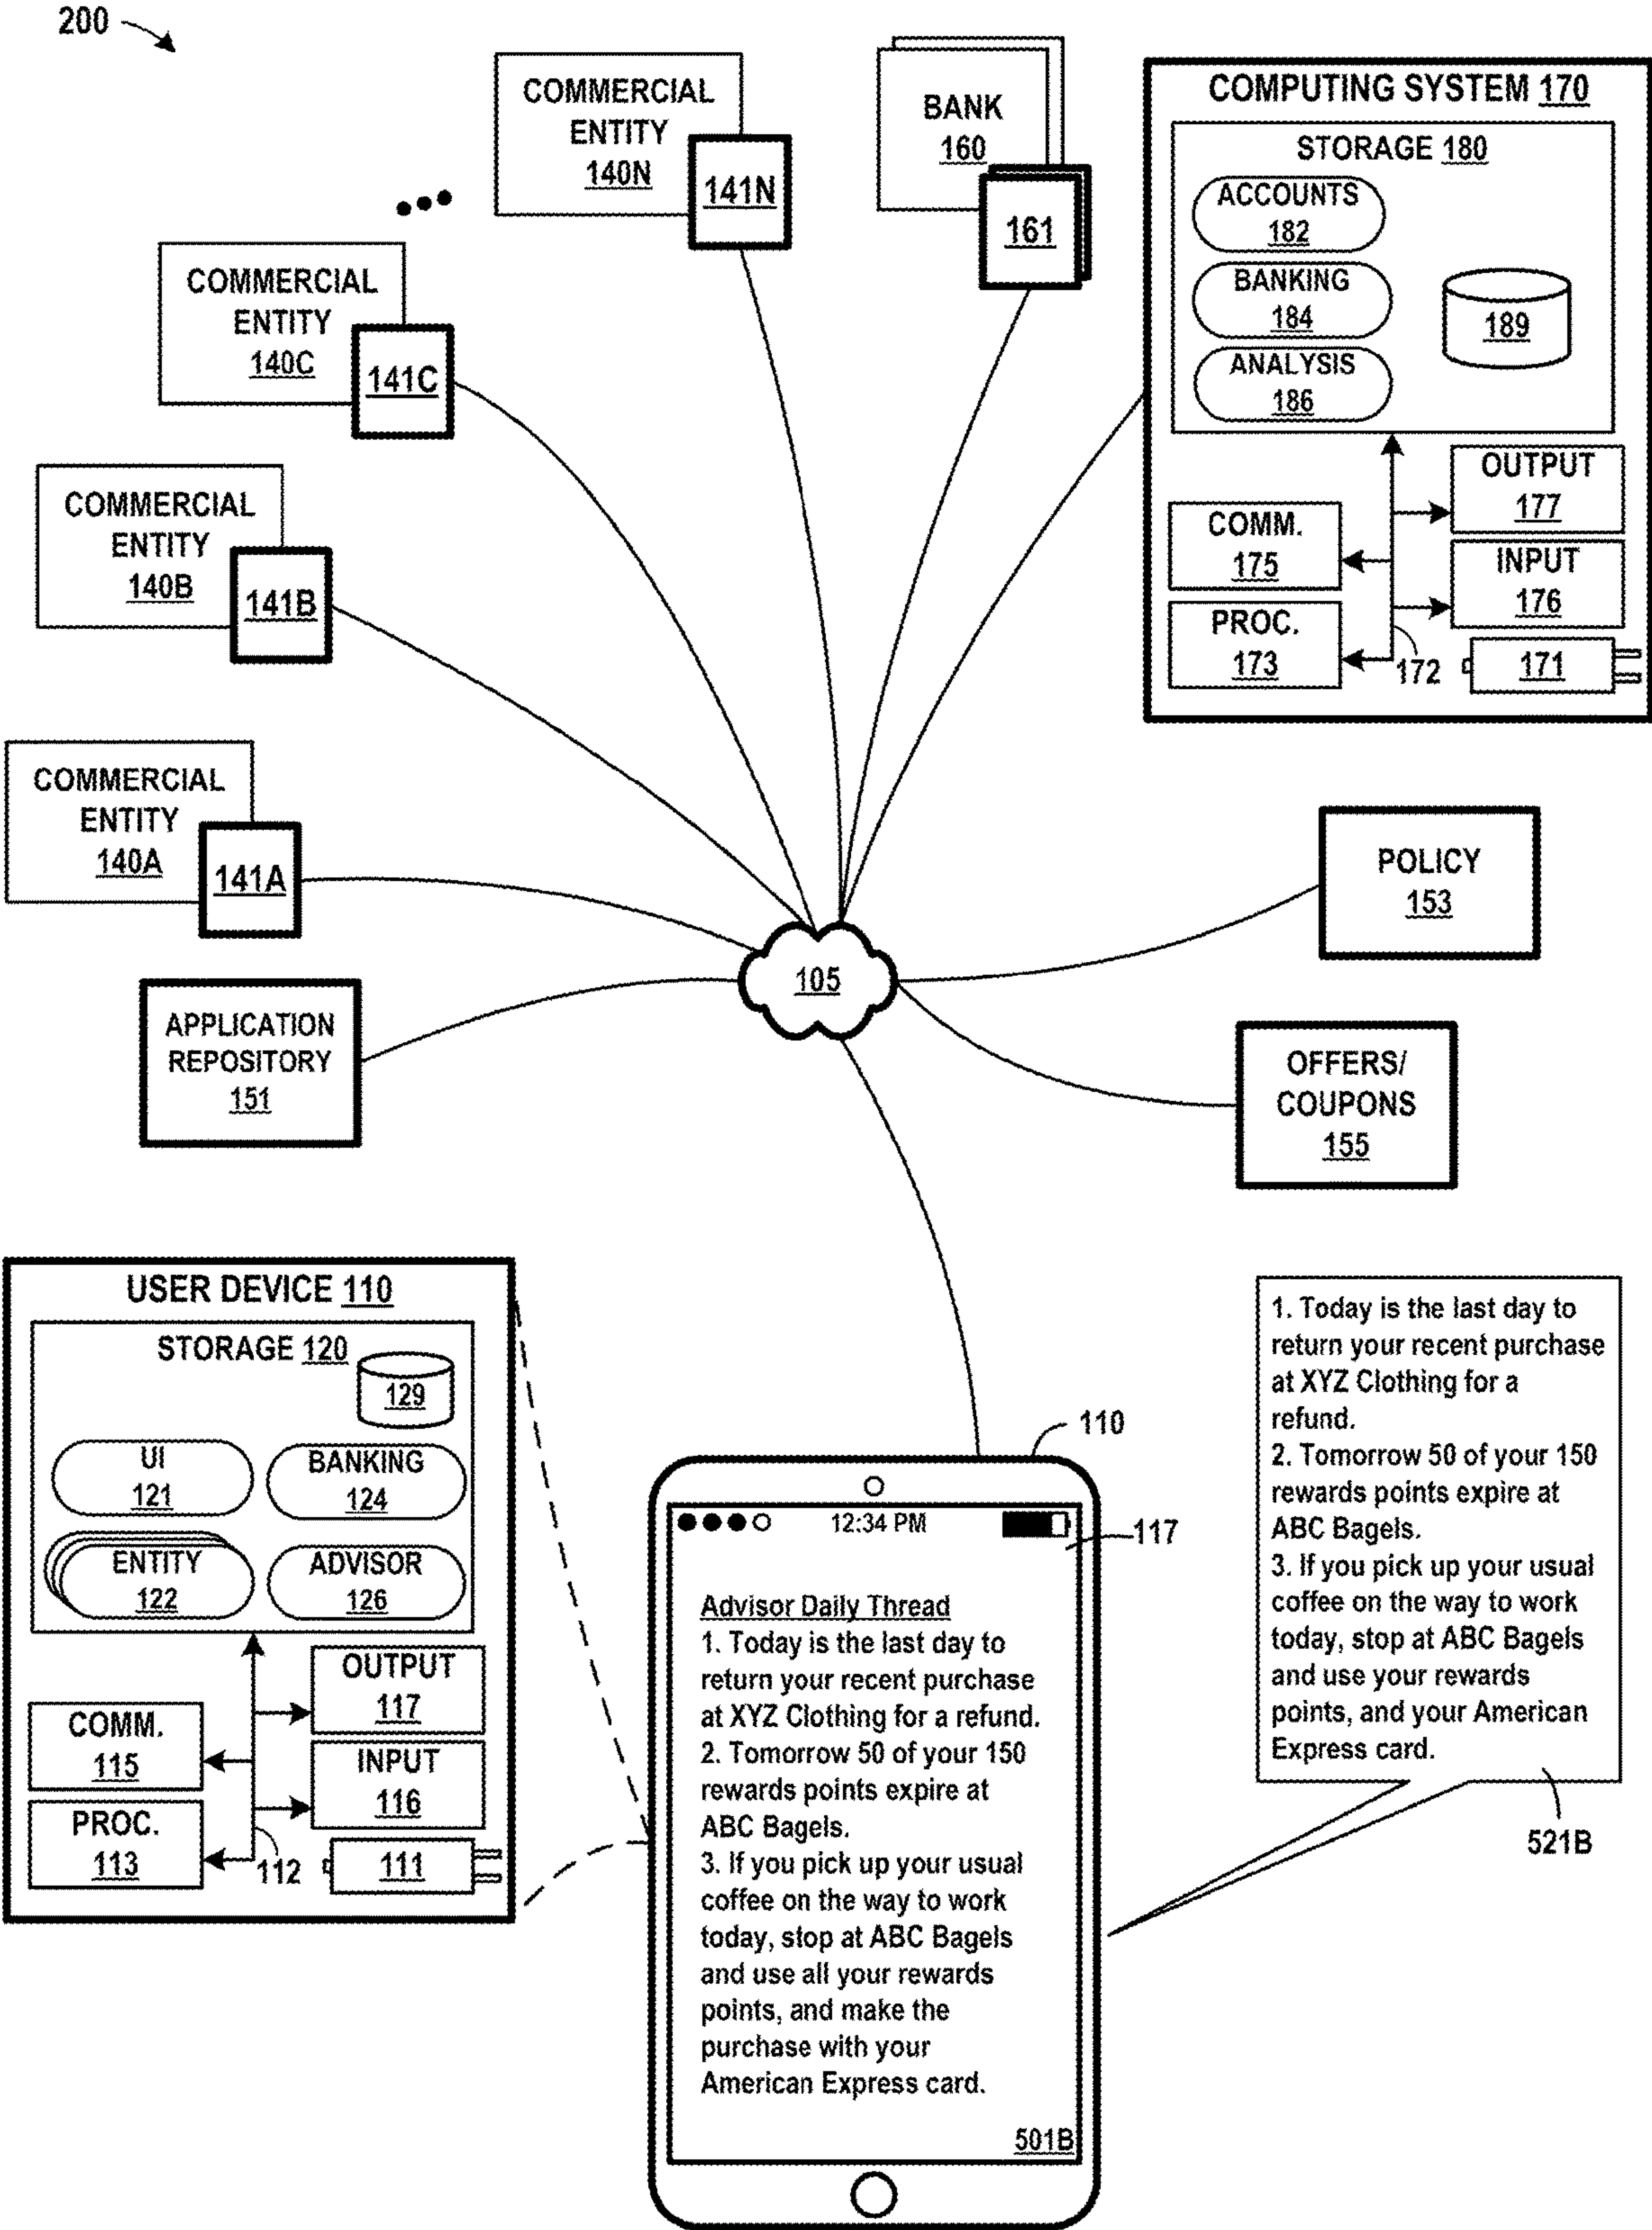 200
COMMERCIAL
ENTITY
140N
141N
BANK
160
161
COMPUTING SYSTEM 170
STORAGE 180
ACCOUNTS
182
BANKING
184
ANALYSIS
186
189
OUTPUT
177
COMM.
175
INPUT
176
PROC.
173
172
171
COMMERCIAL
ENTITY
140C
141C
COMMERCIAL
ENTITY
140B
141B
COMMERCIAL
ENTITY
140A
141A
POLICY
153
105
APPLICATION
REPOSITORY
151
OFFERS/
COUPONS
155
USER DEVICE 110
STORAGE 120
129
UI
121
BANKING
124
ENTITY
122
ADVISOR
126
OUTPUT
117
COMM.
115
INPUT
116
PROC.
113
112
111
110
12:34 PM
117
Advisor Daily Thread
1. Today is the last day to
return your recent purchase
at XYZ Clothing for a refund.
2. Tomorrow 50 of your 150
rewards points expire at
ABC Bagels.
3. If you pick up your usual
coffee on the way to work
today, stop at ABC Bagels
and use all your rewards
points, and make the
purchase with your
American Express card.
501B
1. Today is the last day to
return your recent purchase
at XYZ Clothing for a
refund.
2. Tomorrow 50 of your 150
rewards points expire at
ABC Bagels.
3. If you pick up your usual
coffee on the way to work
today, stop at ABC Bagels
and use your rewards
points, and your American
Express card.
521B